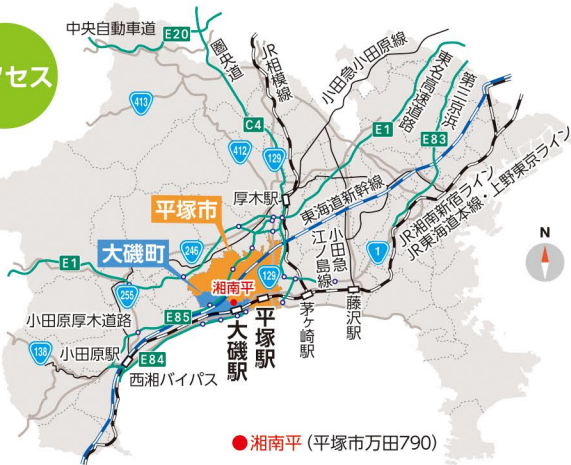 クセス
中央自動車道
E20
圏央道
JR相模線
小田急小田原線
東名高速道路
第三京浜
413
C4
129
412
E1
E83
厚木駅
東海道新幹線
JR湘南新宿ライン
JR東海道本線・上野東京ライン
平塚市
大磯町
246
小田急
江ノ島線
1
N
E1
255
129
湘南平
小田原厚木道路
E85
大磯駅
平塚駅
茅ヶ崎駅
藤沢駅
138
小田原駅
E84
西湘バイパス
●湘南平 (平塚市万田790)